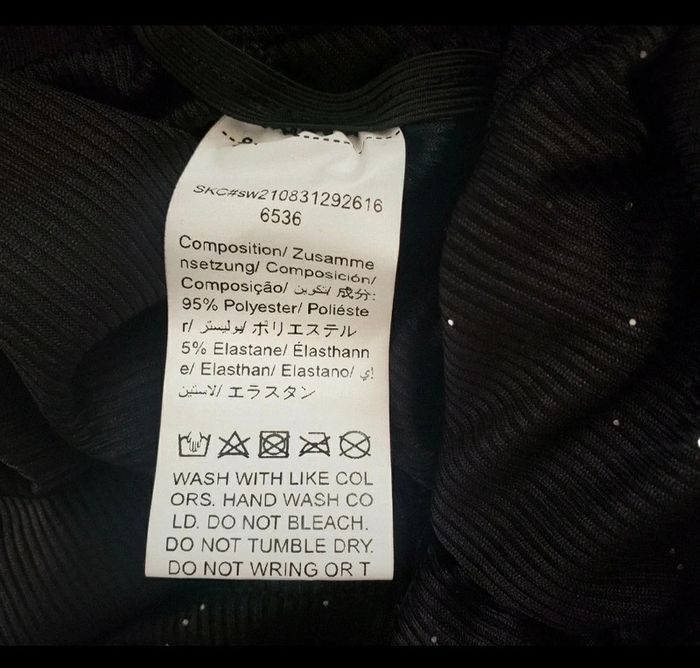 SKC#sw210831292616
6536
Composition/ Zusamme
nsetzung/ Composición/
Composição/ تكوين/ 成分:
95% Polyester/ Poliéste
r/ بوليستر/ ポリエステル
5% Elastane/ Élasthann
e/ Elasthan/ Elastano/ إي
لاستين/ エラスタン
WASH WITH LIKE COL
ORS. HAND WASH CO
LD. DO NOT BLEACH.
DO NOT TUMBLE DRY.
DO NOT WRING OR T